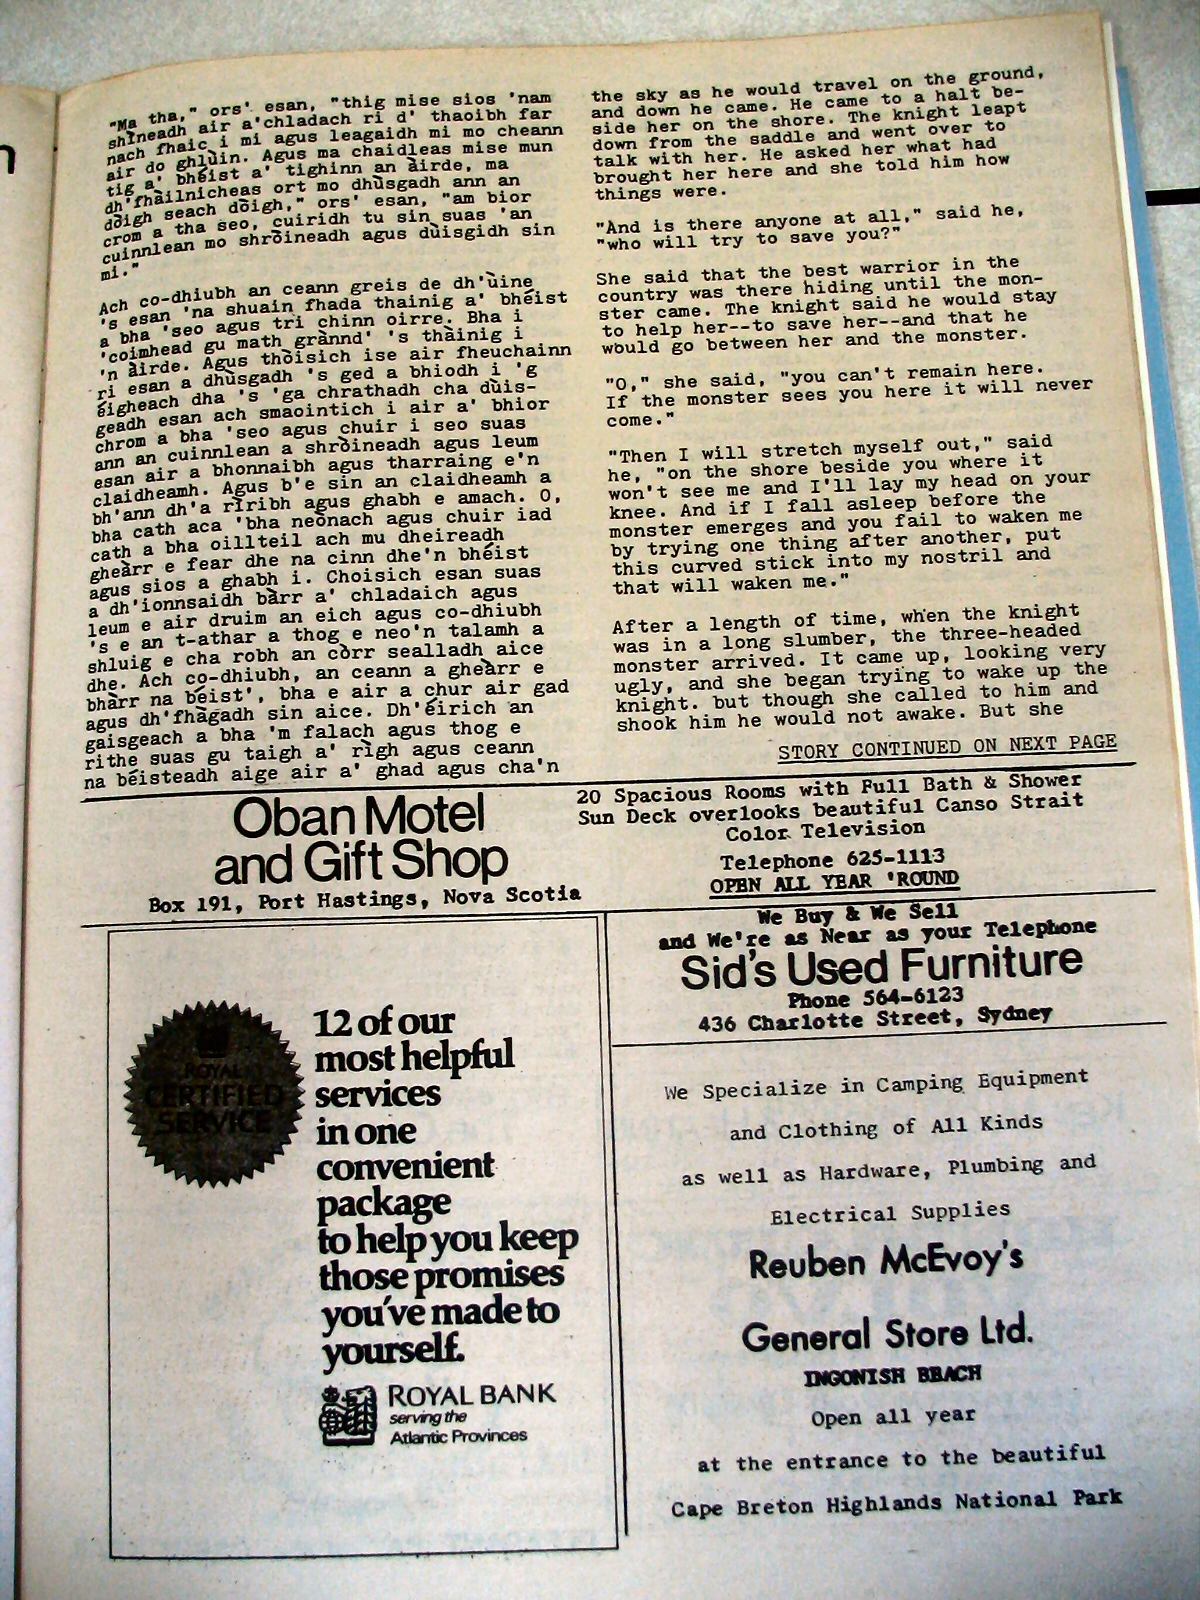 "Ma tha," ors' esan, "thig mise sios 'nam
shìneadh air a'chladach ri d' thaoibh far
nach fhaic i mi agus leagaidh mi mo cheann
air do ghlùin. Agus ma chaidleas mise mun
tig a' bhéist a' tighinn an àirde, ma
dh'fhàilnicheas ort mo dhùsgadh ann an
dòigh seach dòigh," ors' esan, "am bior
crom a tha seo, cuiridh tu sin suas 'an
cuinnlean mo shròineadh agus dùisgidh sin
mi."
Ach co-dhiubh an ceann greis de dh'ùine
's esan 'na shuain fhada thainig a' bhéist
a bha 'seo agus tri chinn oirre. Bha i
'coimhead gu math grànnd' 's thàinig i
'n àirde. Agus thòisich ise air fheuchainn
ri esan a dhùsgadh 's ged a bhiodh i 'g
éigheach dha 's 'ga chrathadh cha dùis-
geadh esan ach smaointich i air a' bhior
chrom a bha 'seo agus chuir i seo suas
ann an cuinnlean a shròineadh agus leum
esan air a bhonnaibh agus tharraing e'n
claidheamh. Agus b'e sin an claidheamh a
bh'ann dh'a rìribh agus ghabh e amach. O,
bha cath aca 'bha neònach agus chuir iad
cath a bha oillteil ach mu dheireadh
gheàrr e fear dhe na cinn dhe'n bhéist
agus sios a ghabh i. Choisich esan suas
a dh'ionnsaidh bàrr a' chladaich agus
leum e air druim an eich agus co-dhiubh
's e an t-athar a thog e neo'n talamh a
shluig e cha robh an còrr sealladh aice
dhe. Ach co-dhiubh, an ceann a gheàrr e
bhàrr na béist', bha e air a chur air gad
agus dh'fhàgadh sin aice. Dh'éirich an
gaisgeach a bha 'm falach agus thog e
rithe suas gu taigh a' rìgh agus ceann
na béisteadh aige air a' ghad agus cha'n
the sky as he would travel on the ground,
and down he came. He came to a halt be-
side her on the shore. The knight leapt
down from the saddle and went over to
talk with her. He asked her what had
brought her here and she told him how
things were.
"And is there anyone at all," said he,
"who will try to save you?"
She said that the best warrior in the
country was there hiding until the mon-
ster came. The knight said he would stay
to help her--to save her--and that he
would go between her and the monster.
"O," she said, "you can't remain here.
If the monster sees you here it will never
come."
"Then I will stretch myself out," said
he, "on the shore beside you where it
won't see me and I'll lay my head on your
knee. And if I fall asleep before the
monster emerges and you fail to waken me
by trying one thing after another, put
this curved stick into my nostril and
that will waken me."
After a length of time, when the knight
was in a long slumber, the three-headed
monster arrived. It came up, looking very
ugly, and she began trying to wake up the
knight. but though she called to him and
shook him he would not awake. But she
STORY CONTINUED ON NEXT PAGE
Oban Motel
and Gift Shop
Box 191, Port Hastings, Nova Scotia
20 Spacious Rooms with Full Bath & Shower
Sun Deck overlooks beautiful Canso Strait
Color Television
Telephone 625-1113
OPEN ALL YEAR 'ROUND
ROYAL
CERTIFIED
SERVICE
12 of our
most helpful
services
in one
convenient
package
to help you keep
those promises
you've made to
yourself.
ROYAL BANK
serving the
Atlantic Provinces
We Buy & We Sell
and We're as Near as your Telephone
Sid's Used Furniture
Phone 564-6123
436 Charlotte Street, Sydney
We Specialize in Camping Equipment
and Clothing of All Kinds
as well as Hardware, Plumbing and
Electrical Supplies
Reuben McEvoy's
General Store Ltd.
INGONISH BEACH
Open all year
at the entrance to the beautiful
Cape Breton Highlands National Park